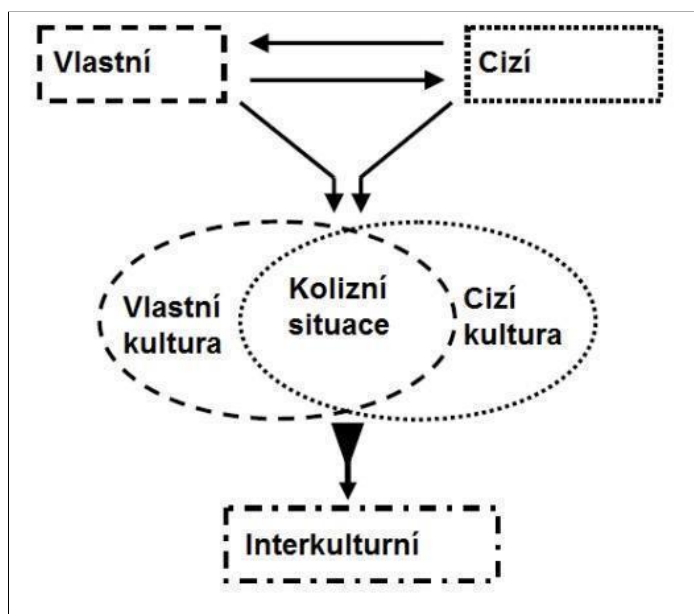 Vlastní
Cizí
Vlastní
kultura
Kolizní
situace
Cizí
kultura
Interkulturní